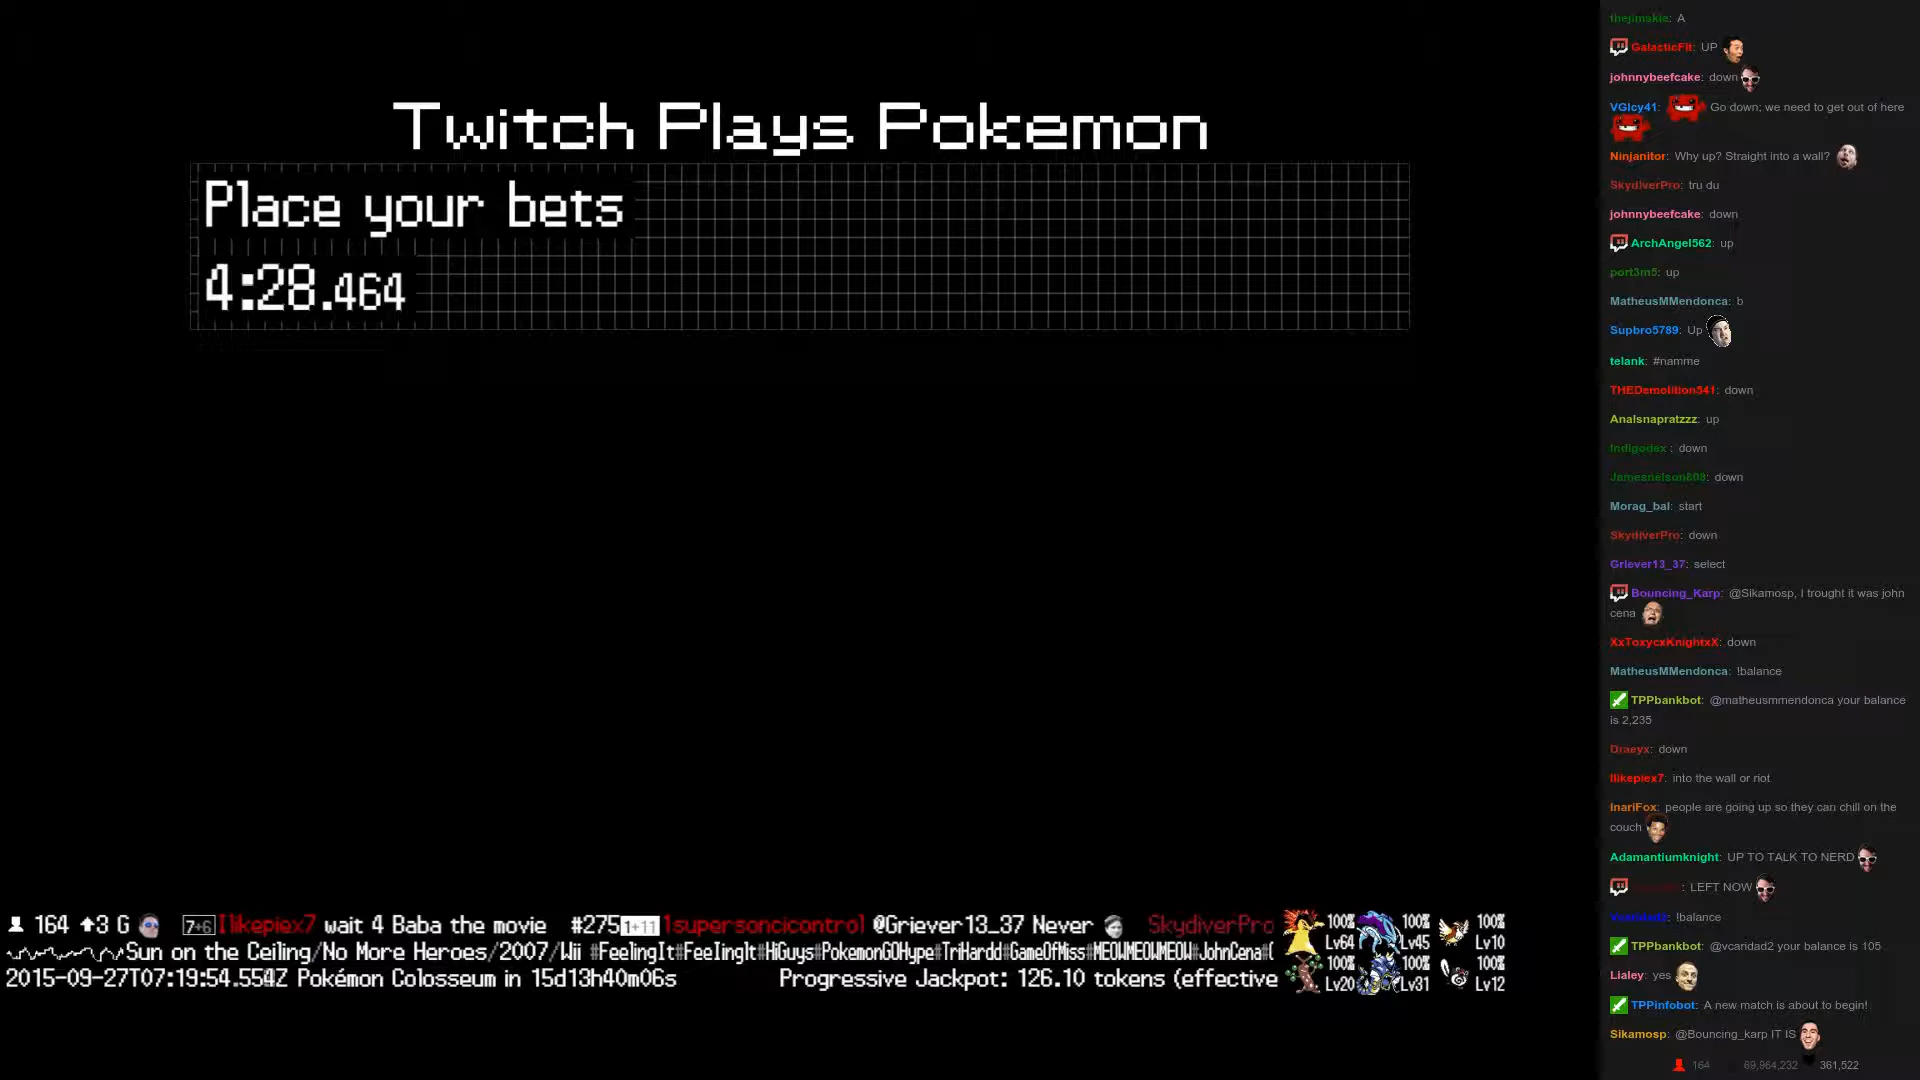 Twitch Plays Pokemon
Place your bets
4:28.464
thejimskie: A
GalacticFit: UP
johnnybeefcake: down
VGlcy41: Go down; we need to get out of here
Ninjanitor: Why up? Straight into a wall?
SkydiverPro: tru du
johnnybeefcake: down
ArchAngel562: up
port3m5: up
MatheusMMendonca: b
Supbro5789: Up
telank: #namme
THEDemolition541: down
Analsnapratzzz: up
Indigodex : down
Jamesnelson808: down
Morag_bal: start
SkydiverPro: down
Griever13_37: select
Bouncing_Karp: @Sikamosp, I trought it was john
cena
XxToxycxKnightxX: down
MatheusMMendonca: !balance
TPPbankbot: @matheusmmendonca your balance
is 2,235
Draeyx: down
Ilikepiex7: into the wall or riot
InariFox: people are going up so they can chill on the
couch
Adamantiumknight: UP TO TALK TO NERD
: LEFT NOW
: !balance
TPPbankbot: @vcaridad2 your balance is 105
Lialey: yes
TPPinfobot: A new match is about to begin!
Sikamosp: @Bouncing_karp IT IS
164 69,964,232 361,522
164 3 G 7+6 Ilikepiex7 wait 4 Baba the movie #275 1+11 1supersoncicontrol @Griever13_37 Never SkydiverPro
Sun on the Ceiling/No More Heroes/2007/Wii #FeelingIt#FeelingIt#HiGuys#PokemonGOHype#TriHardd#GameOfMiss#MEOWMEOWMEOW#JohnCena#
2015-09-27T07:19:54.554Z Pokémon Colosseum in 15d13h40m06s Progressive Jackpot: 126.10 tokens (effective
100% 100% 100%
Lv64 Lv45 Lv10
100% 100% 100%
Lv20 Lv31 Lv12